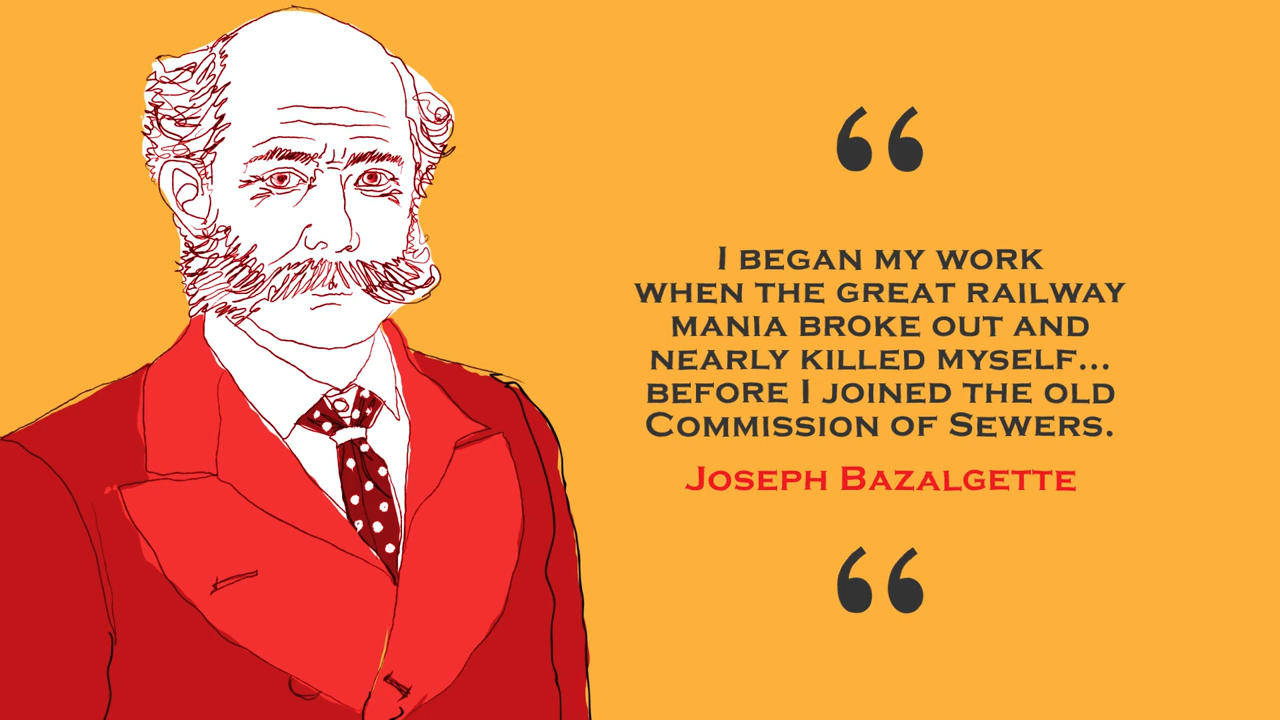 “
I BEGAN MY WORK
WHEN THE GREAT RAILWAY
MANIA BROKE OUT AND
NEARLY KILLED MYSELF...
BEFORE I JOINED THE OLD
COMMISSION OF SEWERS.
JOSEPH BAZALGETTE
“